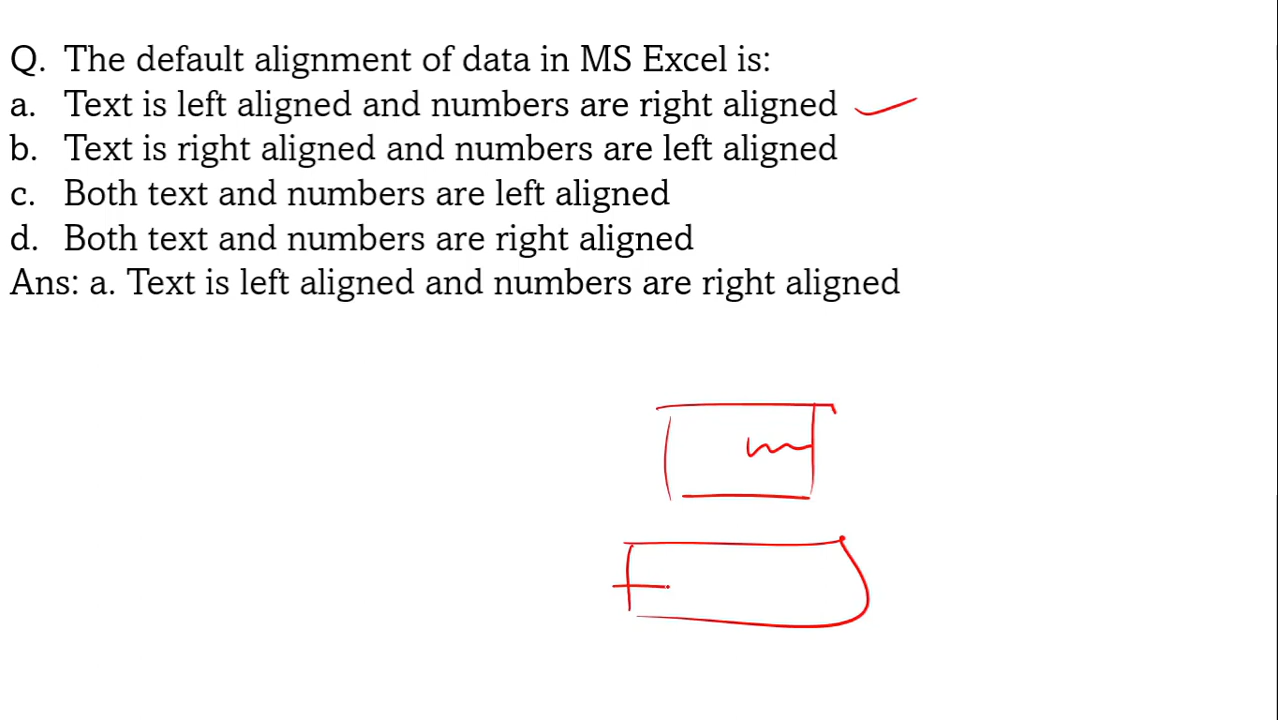 Q. The default alignment of data in MS Excel is:
a. Text is left aligned and numbers are right aligned
b. Text is right aligned and numbers are left aligned
c. Both text and numbers are left aligned
d. Both text and numbers are right aligned
Ans: a. Text is left aligned and numbers are right aligned